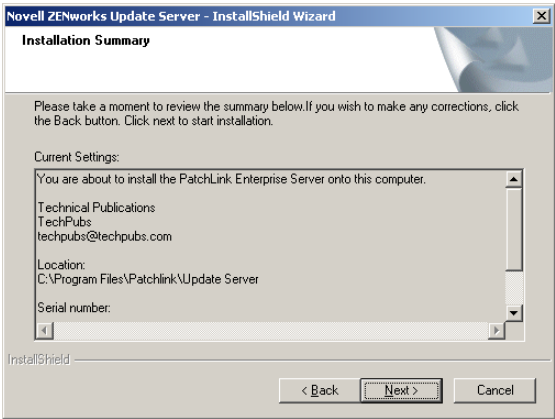 Novell ZENworks Update Server - InstallShield Wizard
Installation Summary
Please take a moment to review the summary below.If you wish to make any corrections, click
the Back button. Click next to start installation.
Current Settings:
You are about to install the PatchLink Enterprise Server onto this computer.
Technical Publications
TechPubs
techpubs@techpubs.com
Location:
C:\Program Files\Patchlink\Update Server
Serial number:
InstallShield
< Back
Next >
Cancel